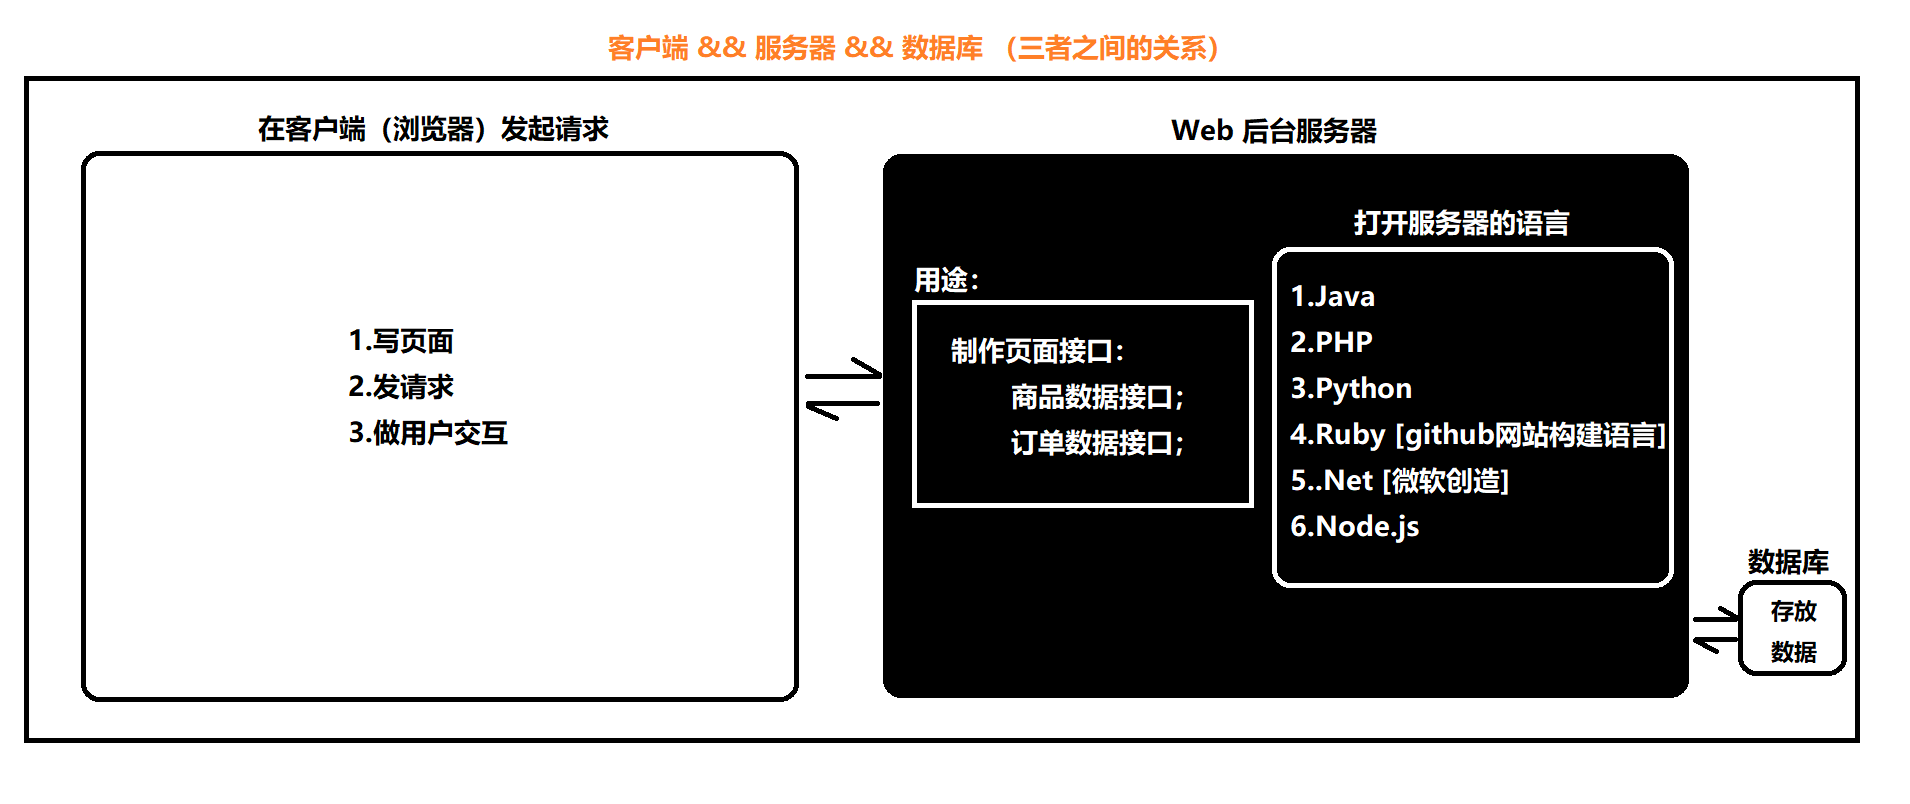 客户端 && 服务器 && 数据库 （三者之间的关系）
在客户端（浏览器）发起请求
1.写页面
2.发请求
3.做用户交互
Web 后台服务器
用途：
制作页面接口：
商品数据接口；
订单数据接口；
打开服务器的语言
1.Java
2.PHP
3.Python
4.Ruby [github网站构建语言]
5..Net [微软创造]
6.Node.js
数据库
存放
数据